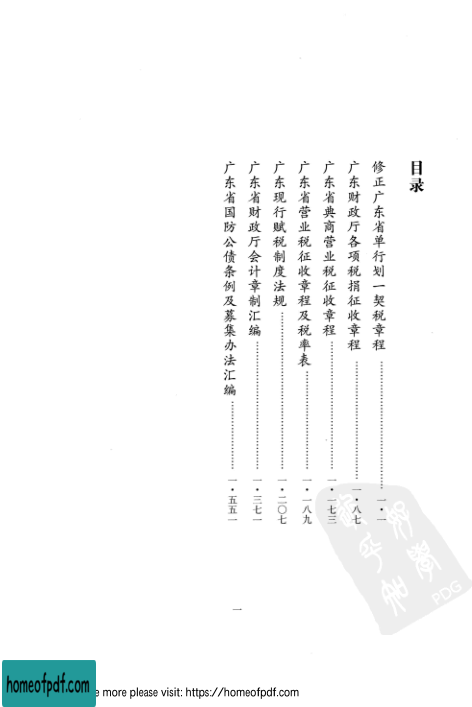 目录
修正广东省单行划一契税章程……一·一
广东财政厅各项税捐征收章程……一·八七
广东省典商营业税征收章程……一·一七三
广东省营业税征收章程及税率表……一·一八九
广东现行赋税制度法规……一·二〇七
广东省财政厅会计章制汇编……一·三七一
广东省国防公债条例及募集办法汇编……一·五五一
一
PDG
homeofpdf.com
e more please visit: https://homeofpdf.com